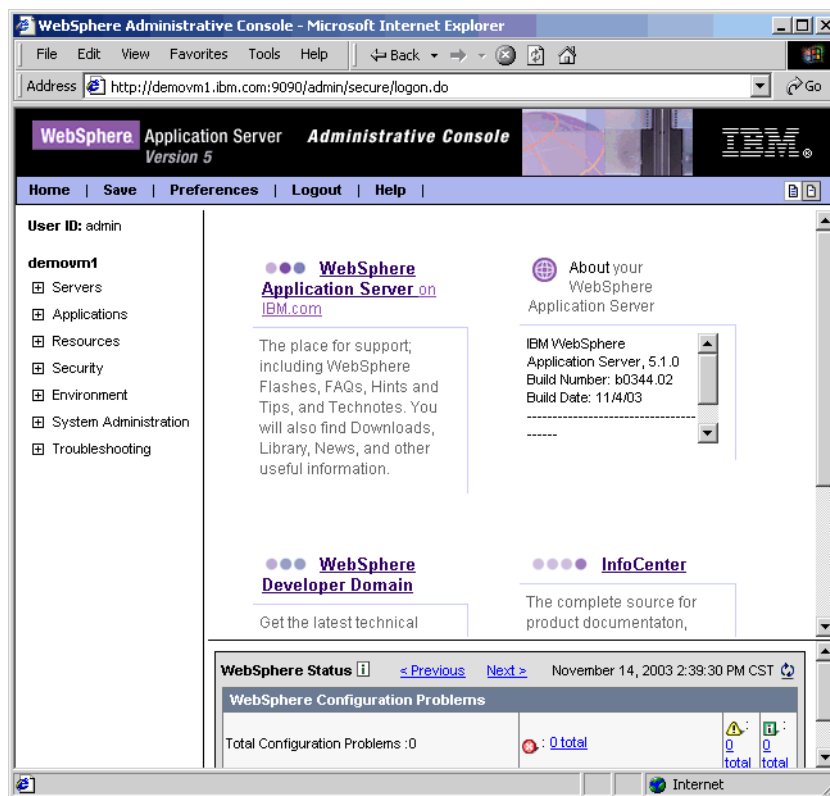 WebSphere Administrative Console - Microsoft Internet Explorer
File Edit View Favorites Tools Help Back
Address http://demovm1.ibm.com:9090/admin/secure/logon.do Go
WebSphere. Application Server Administrative Console
Version 5
IBM®
Home | Save | Preferences | Logout | Help |
User ID: admin
demovm1
Servers
Applications
Resources
Security
Environment
System Administration
Troubleshooting
WebSphere
Application Server on
IBM.com
The place for support;
including WebSphere
Flashes, FAQs, Hints and
Tips, and Technotes. You
will also find Downloads,
Library, News, and other
useful information.
About your
WebSphere
Application Server
IBM WebSphere
Application Server, 5.1.0
Build Number: b0344.02
Build Date: 11/4/03
----------------------------------
------
WebSphere
Developer Domain
Get the latest technical
InfoCenter
The complete source for
product documentaton,
WebSphere Status i < Previous Next > November 14, 2003 2:39:30 PM CST
WebSphere Configuration Problems
Total Configuration Problems :0
: 0 total
: 0 total
: 0 total
Internet